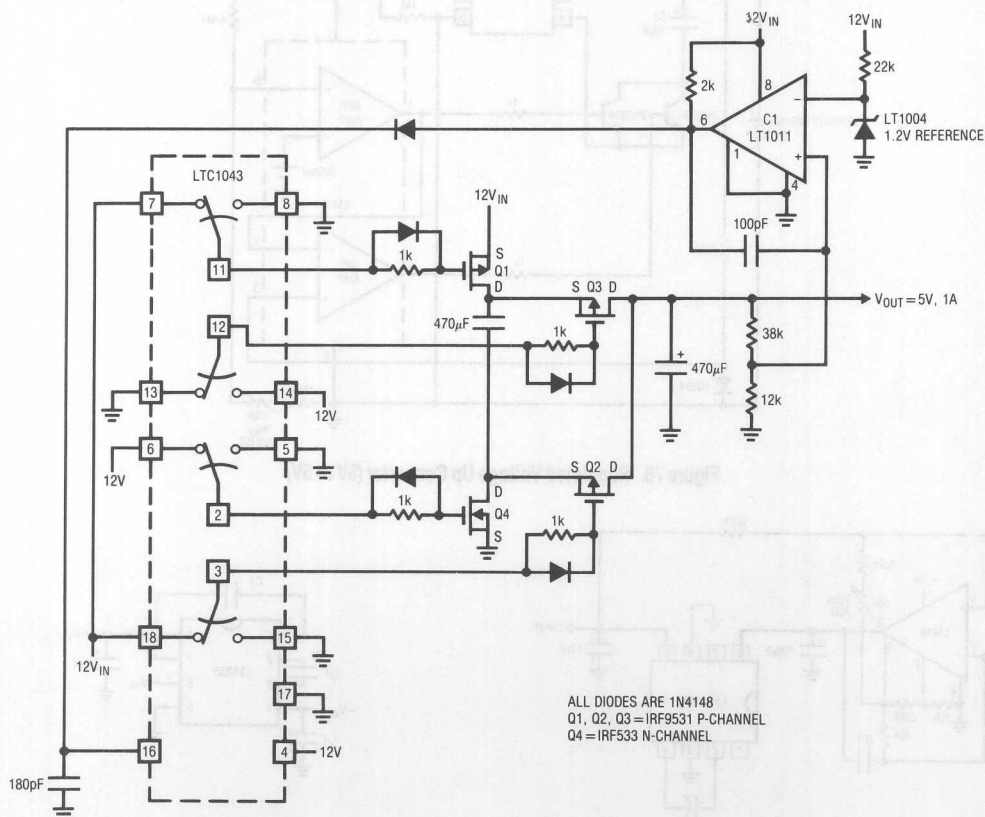 12V_IN
12V_IN
2k
22k
8
6
C1
LT1011
−
+
1
4
LT1004
1.2V REFERENCE
100pF
LTC1043
7
8
11
12
13
14
12V
6
5
12V
2
3
18
15
12V_IN
17
16
4
12V
180pF
12V_IN
1k
S
Q1
D
470µF
S Q3 D
1k
+
470µF
38k
12k
V_OUT = 5V, 1A
1k
D
Q4
S
S Q2 D
1k
ALL DIODES ARE 1N4148
Q1, Q2, Q3 = IRF9531 P-CHANNEL
Q4 = IRF533 N-CHANNEL